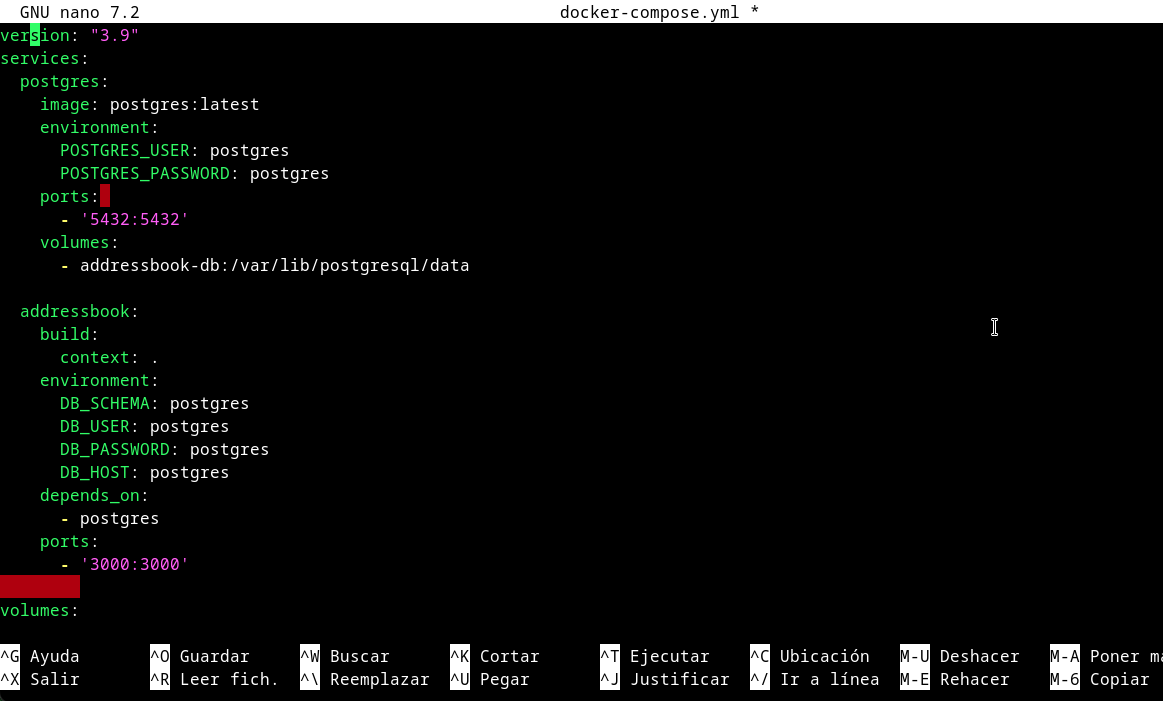 GNU nano 7.2 docker-compose.yml *
version: "3.9"
services:
  postgres:
    image: postgres:latest
    environment:
      POSTGRES_USER: postgres
      POSTGRES_PASSWORD: postgres
    ports:
      - '5432:5432'
    volumes:
      - addressbook-db:/var/lib/postgresql/data

  addressbook:
    build:
      context: .
    environment:
      DB_SCHEMA: postgres
      DB_USER: postgres
      DB_PASSWORD: postgres
      DB_HOST: postgres
    depends_on:
      - postgres
    ports:
      - '3000:3000'

volumes:
^G Ayuda ^O Guardar ^W Buscar ^K Cortar ^T Ejecutar ^C Ubicación M-U Deshacer M-A Poner
^X Salir ^R Leer fich. ^\ Reemplazar ^U Pegar ^J Justificar ^/ Ir a línea M-E Rehacer M-6 Copiar